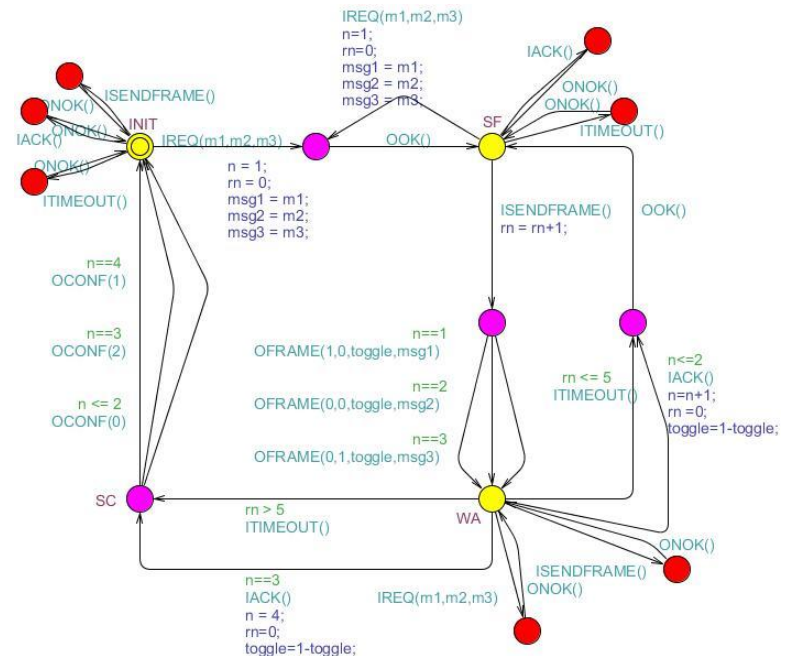 IREQ(m1,m2,m3)
n=1;
rn=0;
msg1 = m1;
msg2 = m2;
msg3 = m3;
IACK()
SF
ONOK()
ONOK()
ITIMEOUT()
ISENDFRAME()
ONOK()
INIT
ONOK()
IACK()
ONOK()
ITIMEOUT()
IREQ(m1,m2,m3)
n = 1;
rn = 0;
msg1 = m1;
msg2 = m2;
msg3 = m3;
OOK()
ISENDFRAME()
rn = rn+1;
OOK()
n==4
OCONF(1)
n==3
OCONF(2)
n <= 2
OCONF(0)
n==1
OFRAME(1,0,toggle,msg1)
n==2
OFRAME(0,0,toggle,msg2)
n==3
OFRAME(0,1,toggle,msg3)
rn <= 5
ITIMEOUT()
n<=2
IACK()
n=n+1;
rn =0;
toggle=1-toggle;
SC
rn > 5
ITIMEOUT()
WA
n==3
IACK()
n = 4;
rn=0;
toggle=1-toggle;
IREQ(m1,m2,m3)
ONOK()
ISENDFRAME()
ONOK()